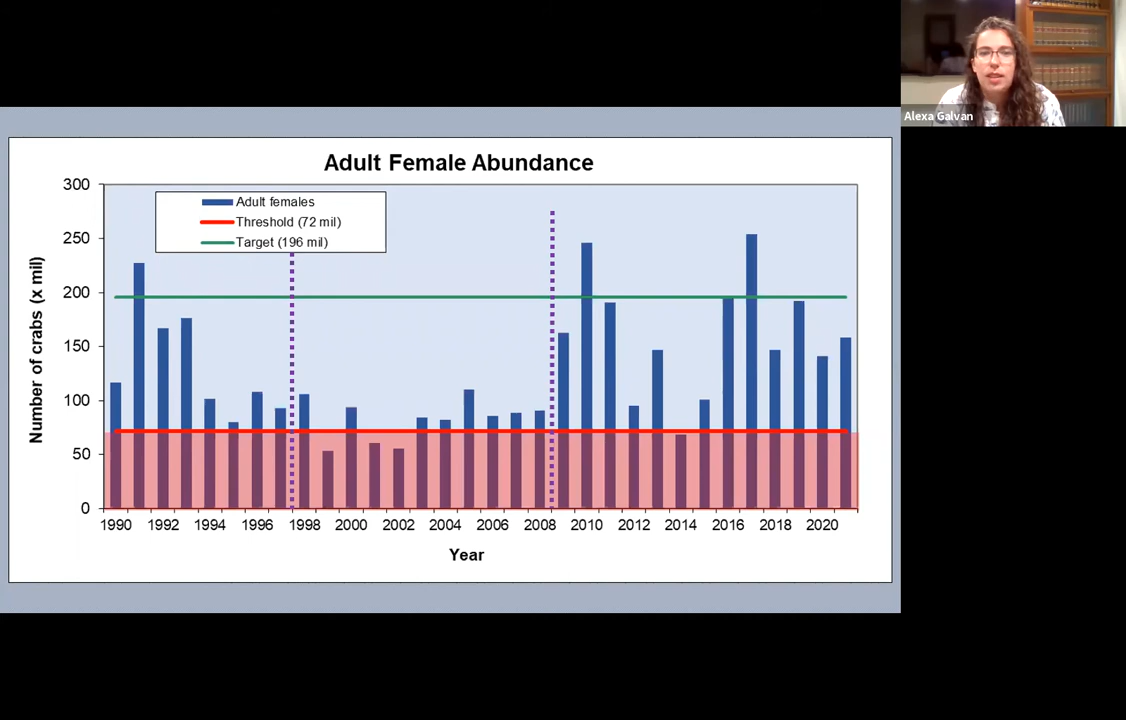 Alexa Galvan
Adult Female Abundance
Adult females
Threshold (72 mil)
Target (196 mil)
Number of crabs (x mil)
300
250
200
150
100
50
0
1990 1992 1994 1996 1998 2000 2002 2004 2006 2008 2010 2012 2014 2016 2018 2020
Year